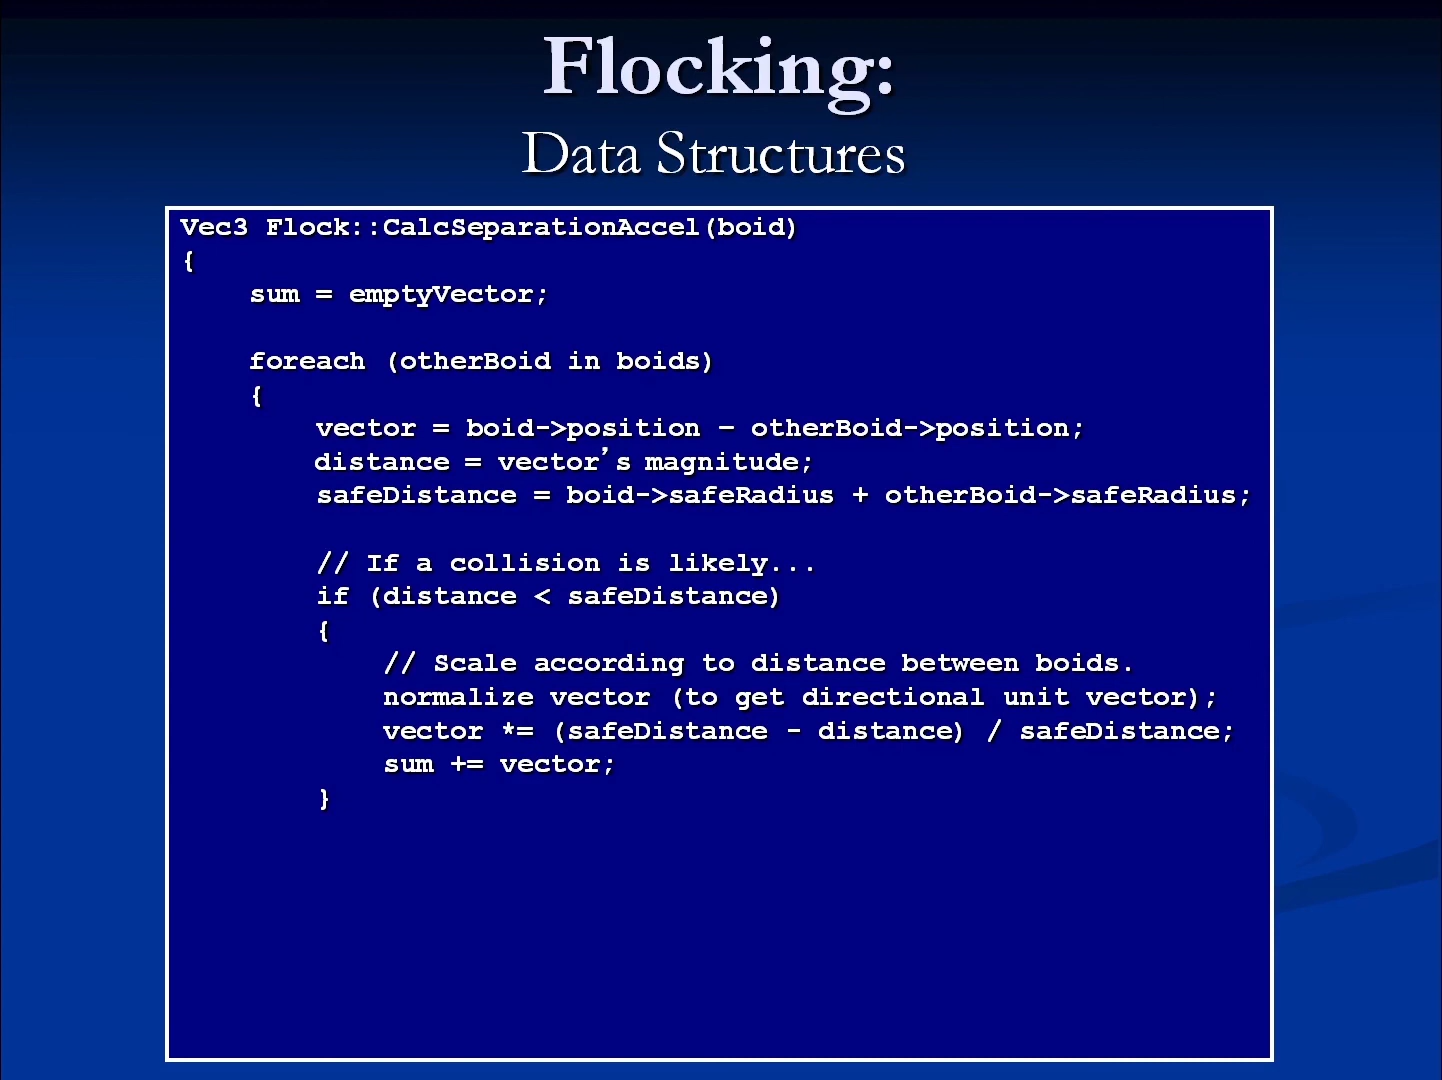 Flocking:
Data Structures
Vec3 Flock::CalcSeparationAccel(boid)
{
sum = emptyVector;
foreach (otherBoid in boids)
{
vector = boid->position – otherBoid->position;
distance = vector’s magnitude;
safeDistance = boid->safeRadius + otherBoid->safeRadius;
// If a collision is likely...
if (distance < safeDistance)
{
// Scale according to distance between boids.
normalize vector (to get directional unit vector);
vector *= (safeDistance - distance) / safeDistance;
sum += vector;
}